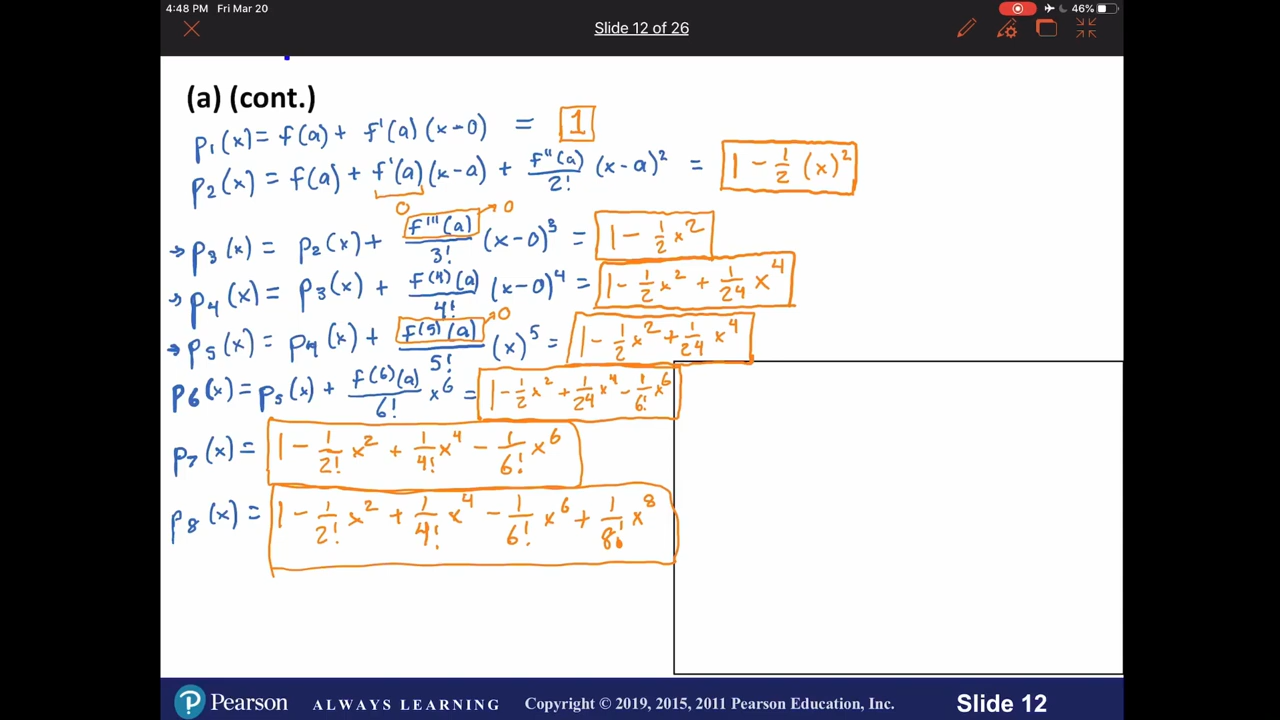 4:48 PM Fri Mar 20 46%
Slide 12 of 26
(a) (cont.)
p₁(x) = f(a) + f'(a) (x-0) = 1
p₂(x) = f(a) + f'(a) (x-a) + f''(a)/2! (x-a)² = 1 - 1/2 (x)²
0
→ p₃(x) = p₂(x) + f'''(a)/3! (x-0)³ = 1 - 1/2 x²
→ 0
→ p₄(x) = p₃(x) + f⁽⁴⁾(a)/4! (x-0)⁴ = 1 - 1/2 x² + 1/24 x⁴
→ p₅(x) = p₄(x) + f⁽⁵⁾(a)/5! (x)⁵ = 1 - 1/2 x² + 1/24 x⁴
→ 0
p₆(x) = p₅(x) + f⁽⁶⁾(a)/6! x⁶ = 1 - 1/2 x² + 1/24 x⁴ - 1/6! x⁶
p₇(x) = 1 - 1/2! x² + 1/4! x⁴ - 1/6! x⁶
p₈(x) = 1 - 1/2! x² + 1/4! x⁴ - 1/6! x⁶ + 1/8! x⁸
Pearson ALWAYS LEARNING Copyright © 2019, 2015, 2011 Pearson Education, Inc. Slide 12